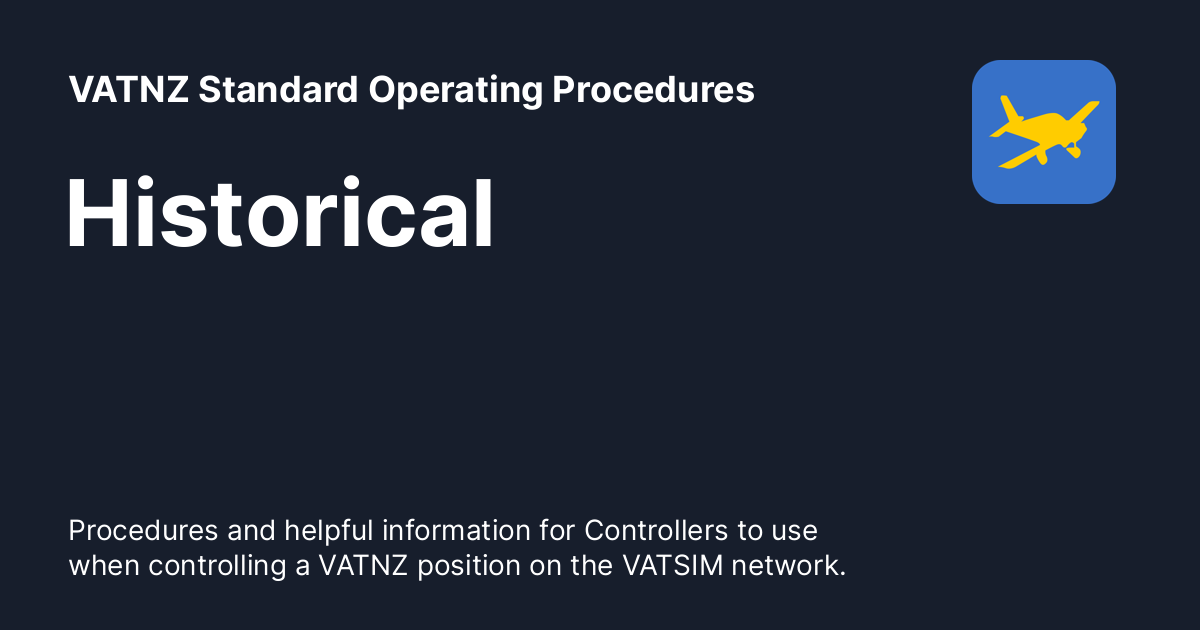 VATNZ Standard Operating Procedures
Historical
Procedures and helpful information for Controllers to use
when controlling a VATNZ position on the VATSIM network.